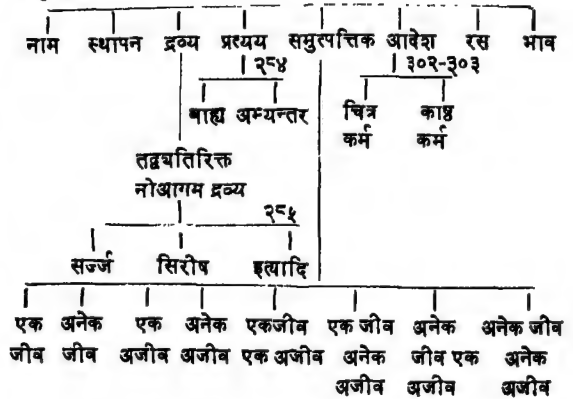 नाम स्थापन द्रव्य प्रत्यय समुत्पत्तिक आदेश रस भाव
२८४ ३०२-३०३
बाह्य अभ्यन्तर चित्र काष्ठ
कर्म कर्म
तद्व्यतिरिक्त
नोआगम द्रव्य
२८५
सर्ज्ज सिरीष इत्यादि
एक अनेक एक अनेक एकजीव एक जीव अनेक अनेक जीव
जीव जीव अजीव अजीव एक अजीव अनेक जीव एक अनेक
अजीव अजीव अजीव